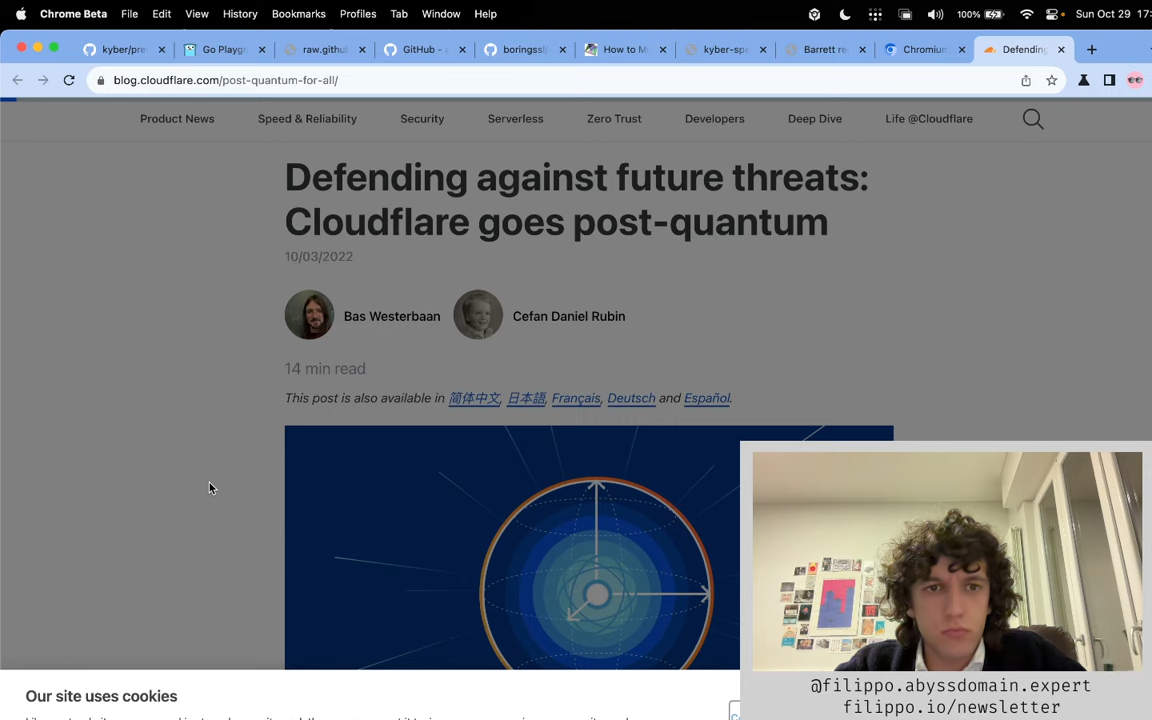 Chrome Beta File Edit View History Bookmarks Profiles Tab Window Help 100% Sun Oct 29 17:
kyber/pre Go Playgr raw.githu GitHub - boringssl/ How to M kyber-spe Barrett re Chromium Defending
blog.cloudflare.com/post-quantum-for-all/
Product News Speed & Reliability Security Serverless Zero Trust Developers Deep Dive Life @Cloudflare
Defending against future threats:
Cloudflare goes post-quantum
10/03/2022
Bas Westerbaan Cefan Daniel Rubin
14 min read
This post is also available in 简体中文, 日本語, Français, Deutsch and Español.
Our site uses cookies
@filippo.abyssdomain.expert
filippo.io/newsletter